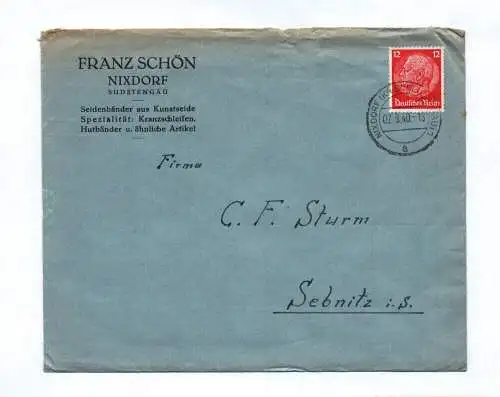 FRANZ SCHÖN
NIXDORF
SUDETENGAU
Seidenbänder aus Kunstseide
Spezialität: Kranzschleifen,
Hutbänder u. ähnliche Artikel
12 12
Deutsches Reich
NIXDORF
a
Firma
C. F. Sturm
Sebnitz i. S.